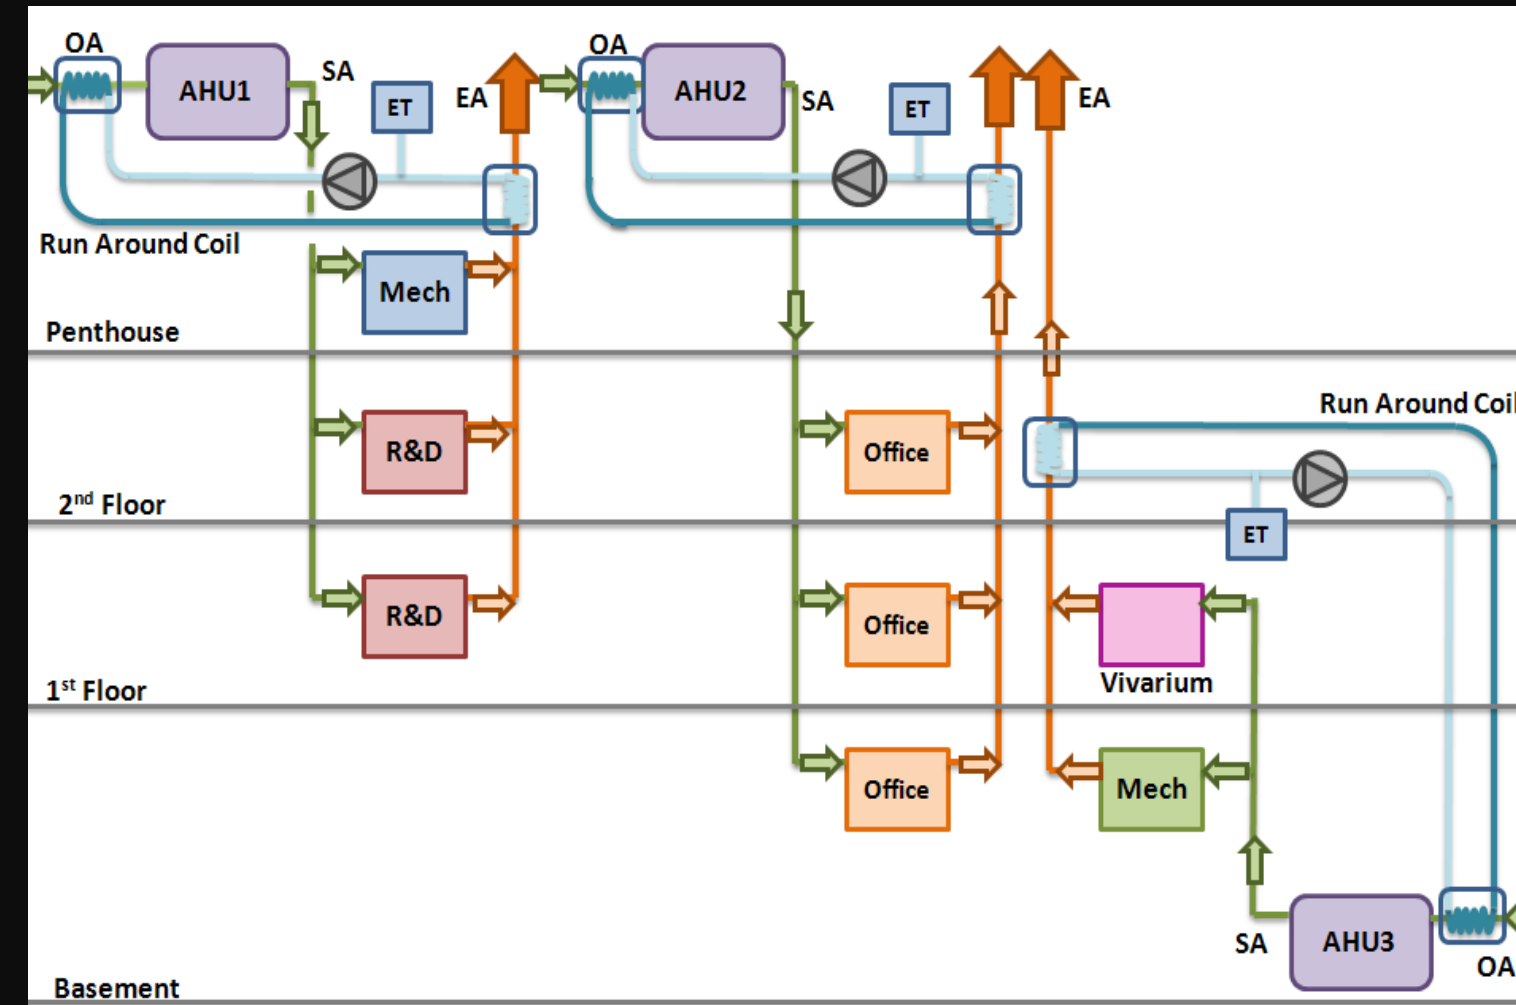 OA
AHU1
SA
ET
EA
OA
AHU2
SA
ET
EA
Run Around Coil
Mech
Penthouse
Run Around Coil
R&D
Office
2nd Floor
ET
R&D
Office
Vivarium
1st Floor
Office
Mech
SA
AHU3
OA
Basement